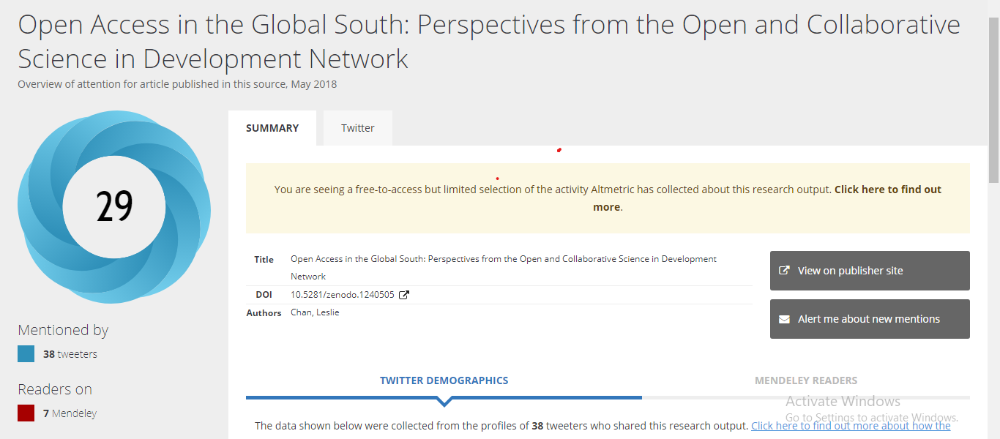 Open Access in the Global South: Perspectives from the Open and Collaborative
Science in Development Network
Overview of attention for article published in this source, May 2018
29
Mentioned by
38 tweeters
Readers on
7 Mendeley
SUMMARY
Twitter
You are seeing a free-to-access but limited selection of the activity Altmetric has collected about this research output. Click here to find out
more.
Title Open Access in the Global South: Perspectives from the Open and Collaborative Science in Development
Network
DOI 10.5281/zenodo.1240505
Authors Chan, Leslie
View on publisher site
Alert me about new mentions
TWITTER DEMOGRAPHICS
MENDELEY READERS
The data shown below were collected from the profiles of 38 tweeters who shared this research output. Click here to find out more about how the
Activate Windows
Go to Settings to activate Windows.